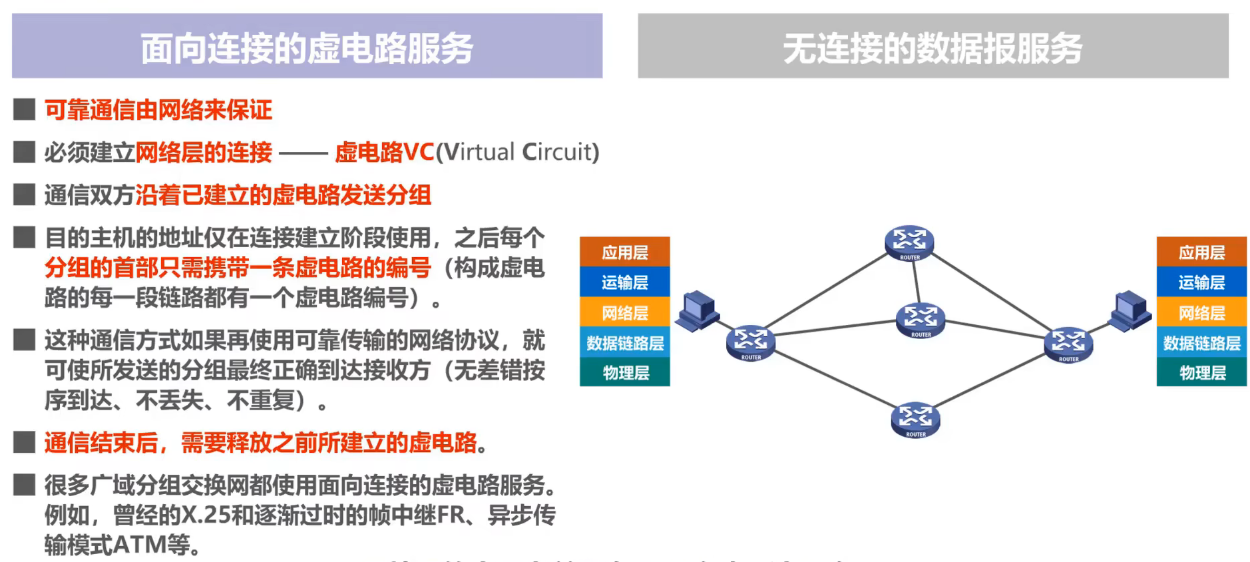 面向连接的虚电路服务
无连接的数据报服务
可靠通信由网络来保证
必须建立网络层的连接 —— 虚电路VC(Virtual Circuit)
通信双方沿着已建立的虚电路发送分组
目的主机的地址仅在连接建立阶段使用，之后每个
分组的首部只需携带一条虚电路的编号（构成虚电
路的每一段链路都有一个虚电路编号）。
这种通信方式如果再使用可靠传输的网络协议，就
可使所发送的分组最终正确到达接收方（无差错按
序到达、不丢失、不重复）。
通信结束后，需要释放之前所建立的虚电路。
很多广域分组交换网都使用面向连接的虚电路服务。
例如，曾经的X.25和逐渐过时的帧中继FR、异步传
输模式ATM等。
应用层
运输层
网络层
数据链路层
物理层
ROUTER
ROUTER
ROUTER
ROUTER
ROUTER
应用层
运输层
网络层
数据链路层
物理层